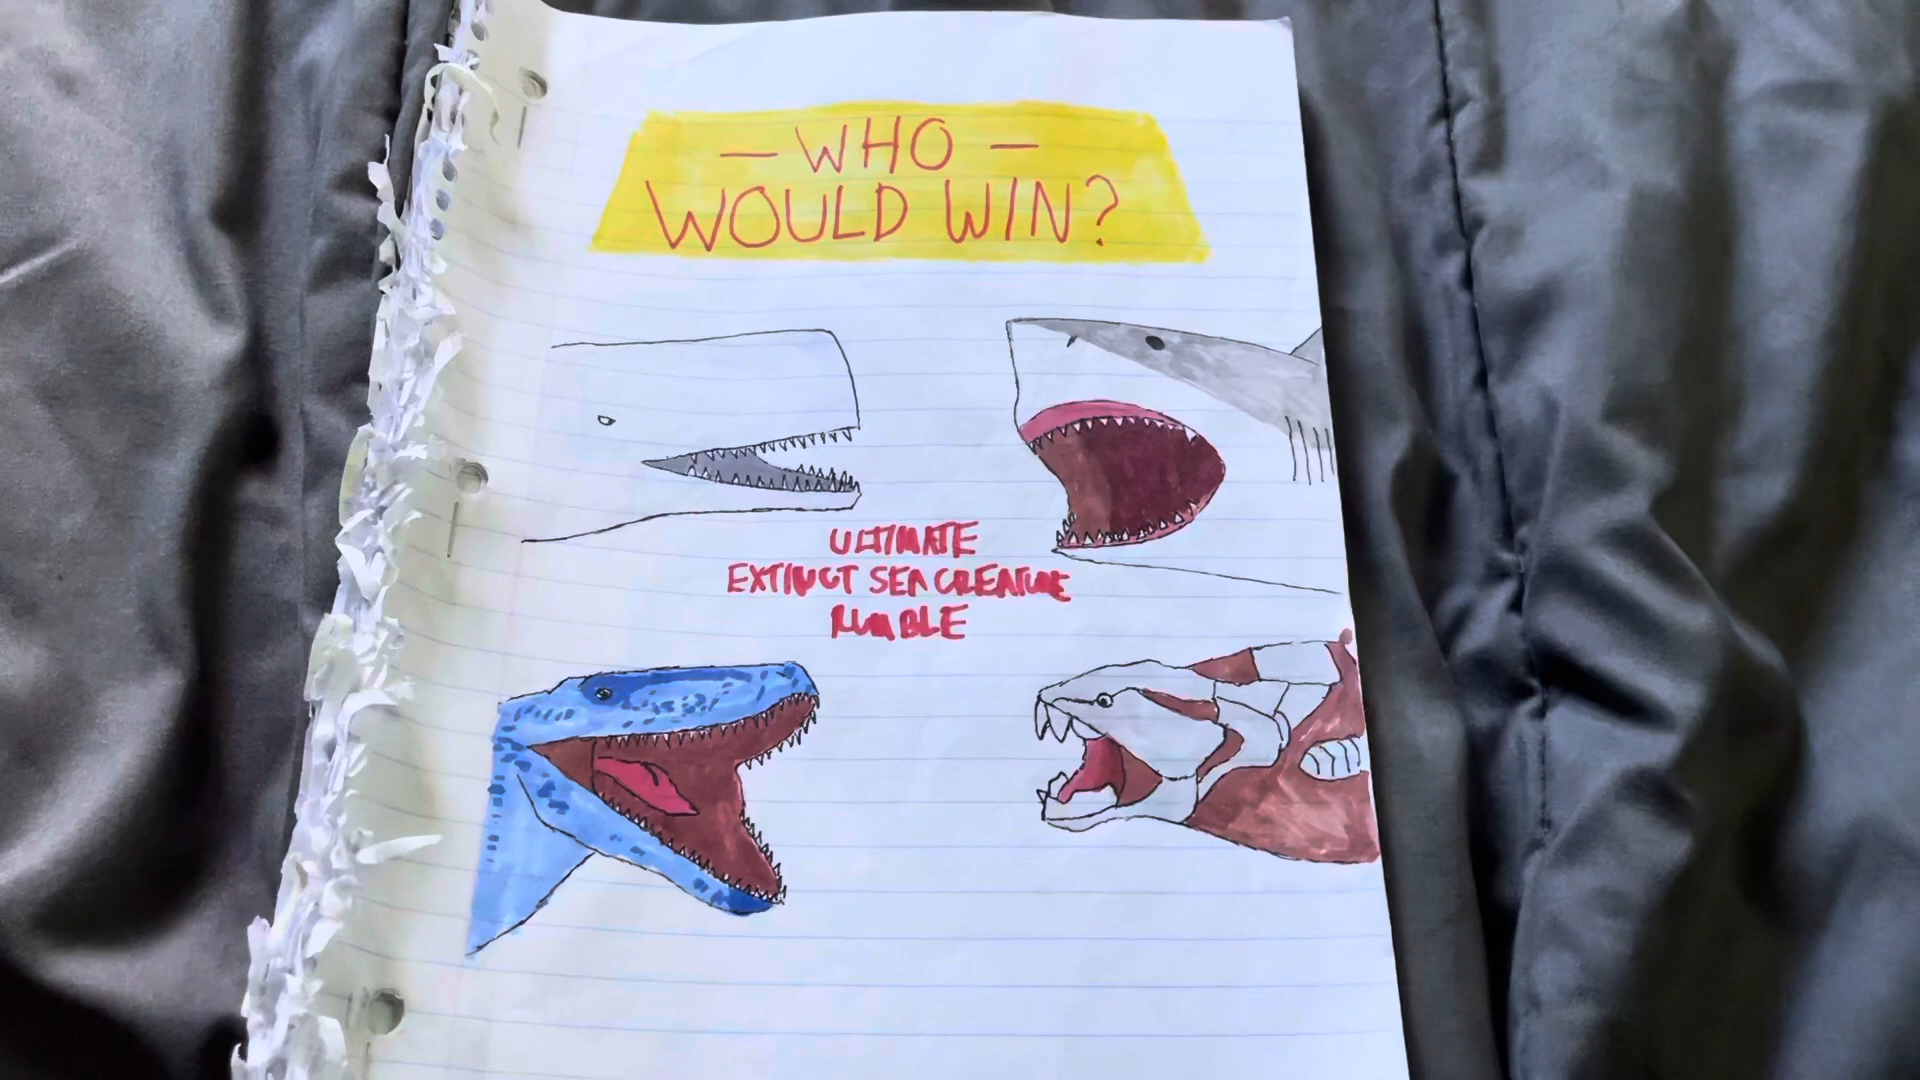 — WHO —
WOULD WIN?
ULTIMATE
EXTINCT SEA CREATURE
RUMBLE